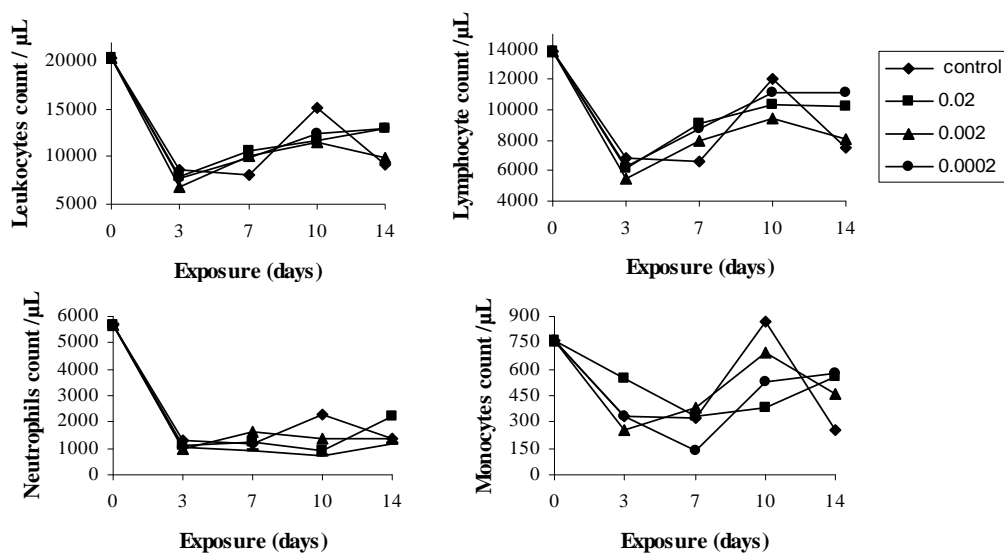 Leukocytes count / µL
20000
15000
10000
5000
0 3 7 10 14
Exposure (days)
Lymphocyte count / µL
14000
12000
10000
8000
6000
4000
0 3 7 10 14
Exposure (days)
control
0.02
0.002
0.0002
Neutrophils count /µL
6000
5000
4000
3000
2000
1000
0
0 3 7 10 14
Exposure (days)
Monocytes count /µL
900
750
600
450
300
150
0
0 3 7 10 14
Exposure (days)